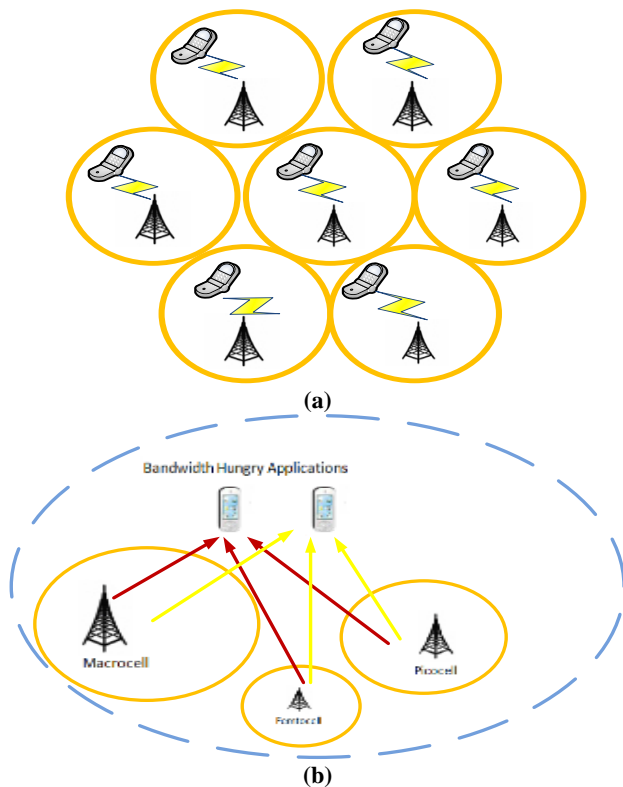 (a)
Bandwidth Hungry Applications
Macrocell
Picocell
Femtocell
(b)